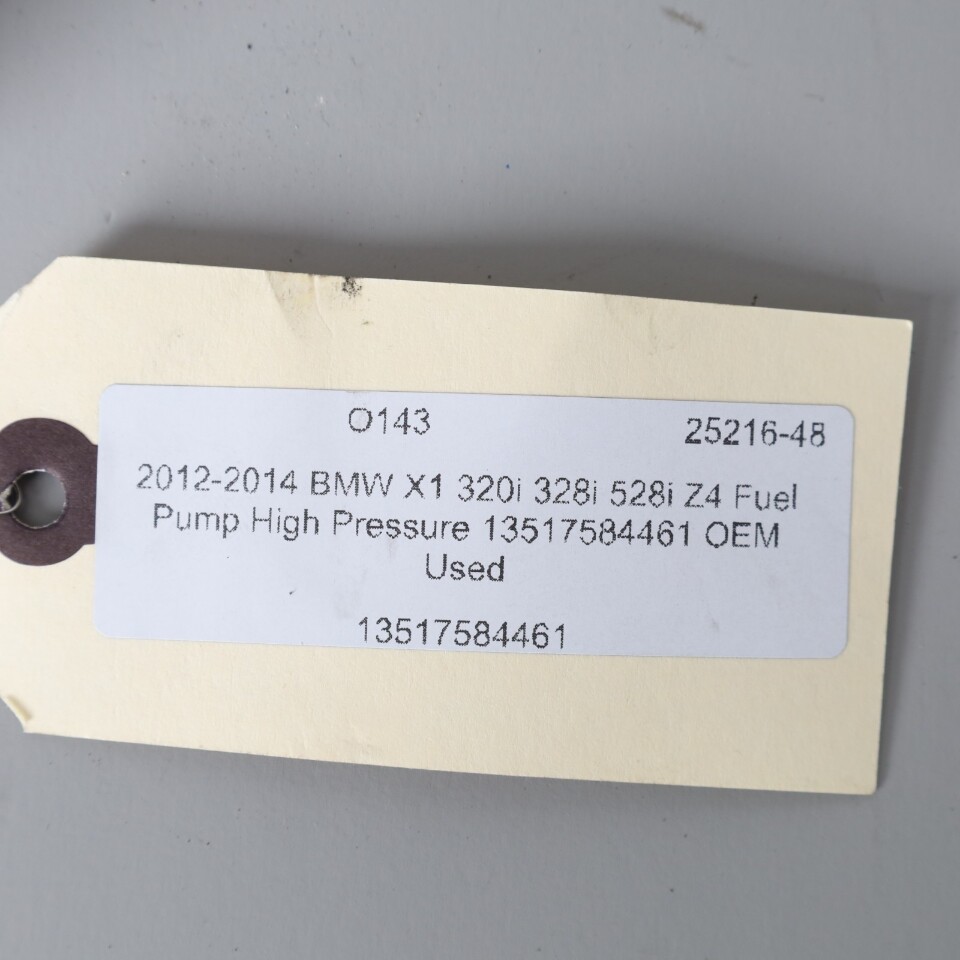 O143 25216-48
2012-2014 BMW X1 320i 328i 528i Z4 Fuel
Pump High Pressure 13517584461 OEM
Used
13517584461